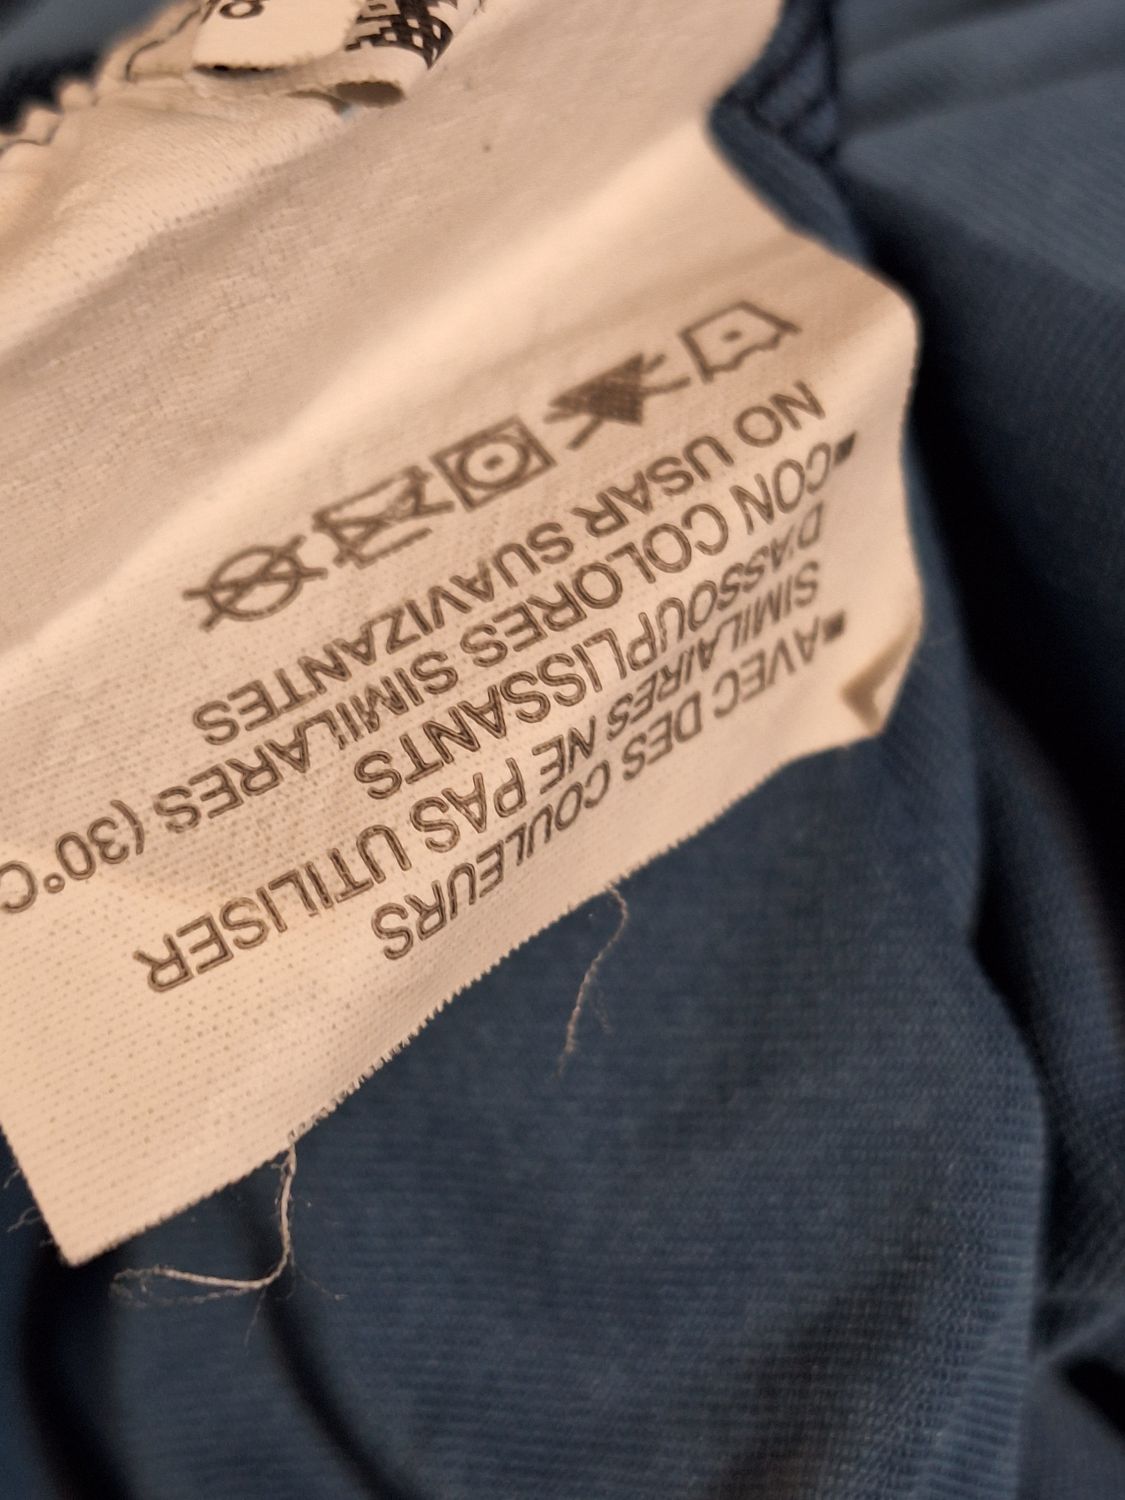 ▪AVEC DES COULEURS
SIMILAIRES NE PAS UTILISER
D'ASSOUPLISSANTS
▪CON COLORES SIMILARES (30°C
NO USAR SUAVIZANTES